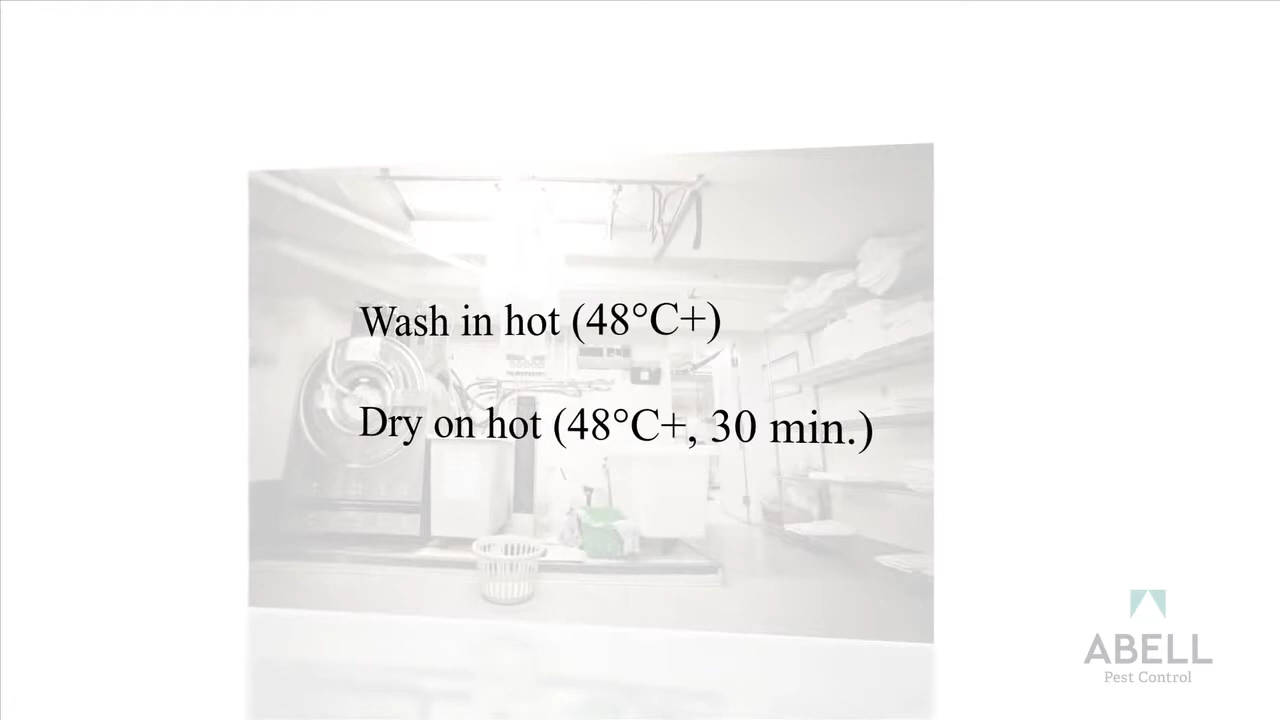 Wash in hot (48°C+)
Dry on hot (48°C+, 30 min.)
ABELL
Pest Control